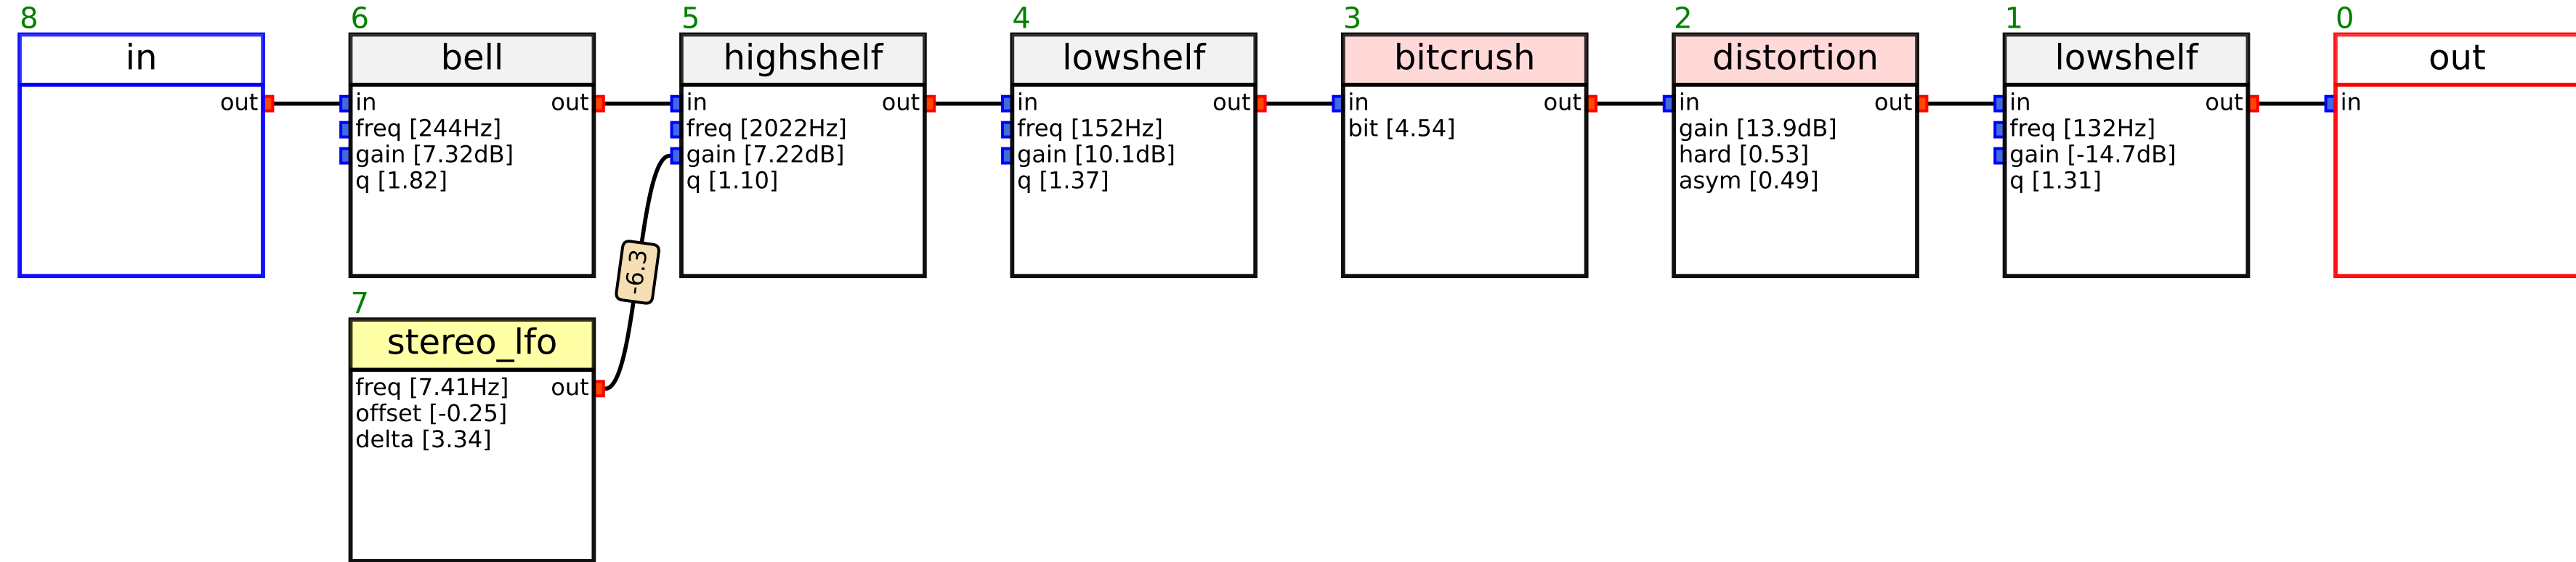 8
in
out
6
bell
in out
freq [244Hz]
gain [7.32dB]
q [1.82]
5
highshelf
in out
freq [2022Hz]
gain [7.22dB]
q [1.10]
4
lowshelf
in out
freq [152Hz]
gain [10.1dB]
q [1.37]
3
bitcrush
in out
bit [4.54]
2
distortion
in out
gain [13.9dB]
hard [0.53]
asym [0.49]
1
lowshelf
in out
freq [132Hz]
gain [-14.7dB]
q [1.31]
0
out
in
-6.3
7
stereo_lfo
freq [7.41Hz] out
offset [-0.25]
delta [3.34]